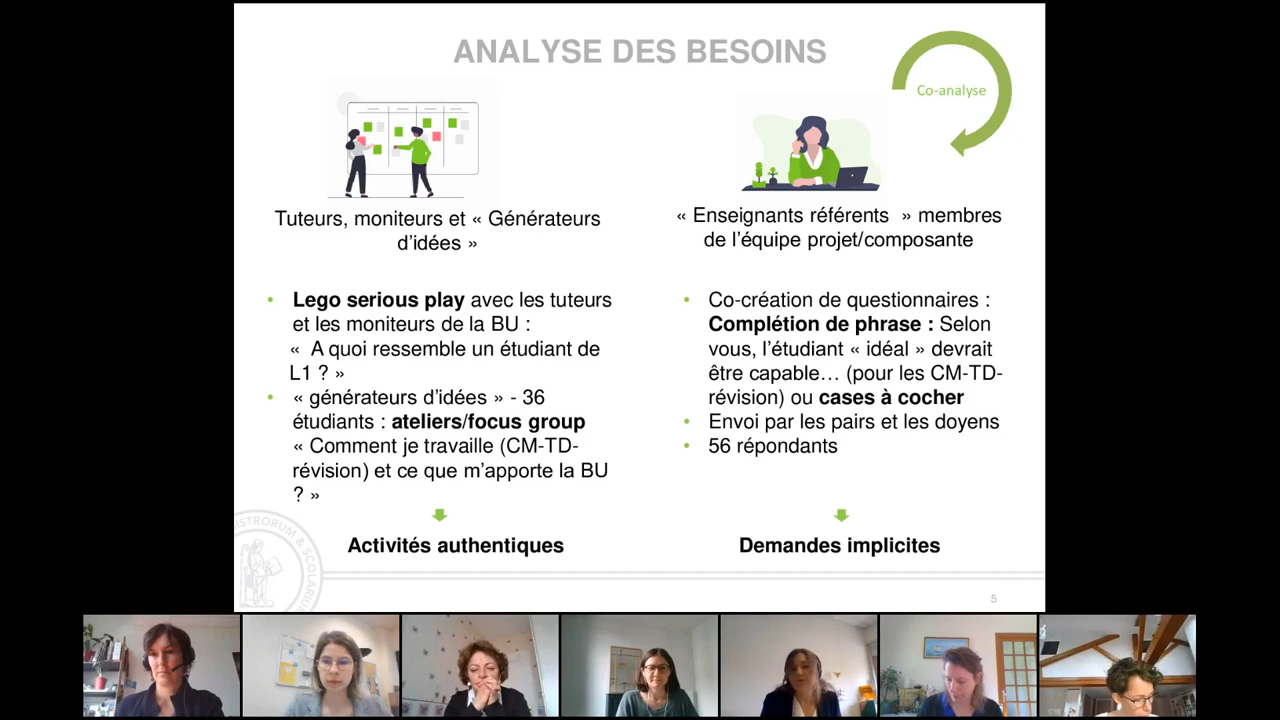 ANALYSE DES BESOINS
Co-analyse
Tuteurs, moniteurs et « Générateurs
d’idées »
• Lego serious play avec les tuteurs
et les moniteurs de la BU :
« A quoi ressemble un étudiant de
L1 ? »
• « générateurs d’idées » - 36
étudiants : ateliers/focus group
« Comment je travaille (CM-TD-
révision) et ce que m’apporte la BU
? »
Activités authentiques
« Enseignants référents » membres
de l’équipe projet/composante
• Co-création de questionnaires :
Complétion de phrase : Selon
vous, l’étudiant « idéal » devrait
être capable… (pour les CM-TD-
révision) ou cases à cocher
• Envoi par les pairs et les doyens
• 56 répondants
Demandes implicites
ISTRORUM & SCOLARIU
5